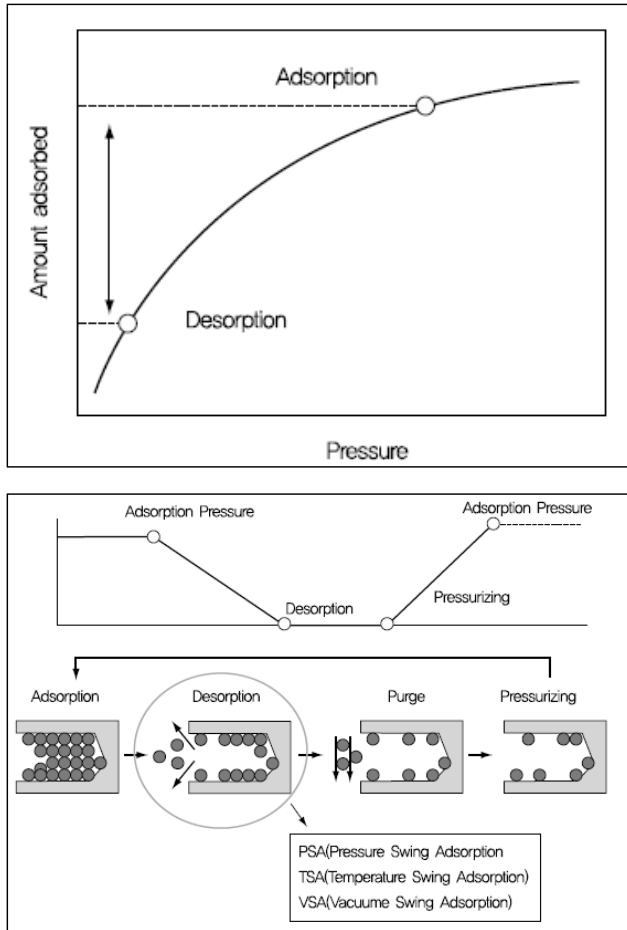 Adsorption
Amount adsorbed
Desorption
Pressure
Adsorption Pressure
Adsorption Pressure
Desorption
Pressurizing
Adsorption
Desorption
Purge
Pressurizing
PSA(Pressure Swing Adsorption
TSA(Temperature Swing Adsorption)
VSA(Vacuume Swing Adsorption)